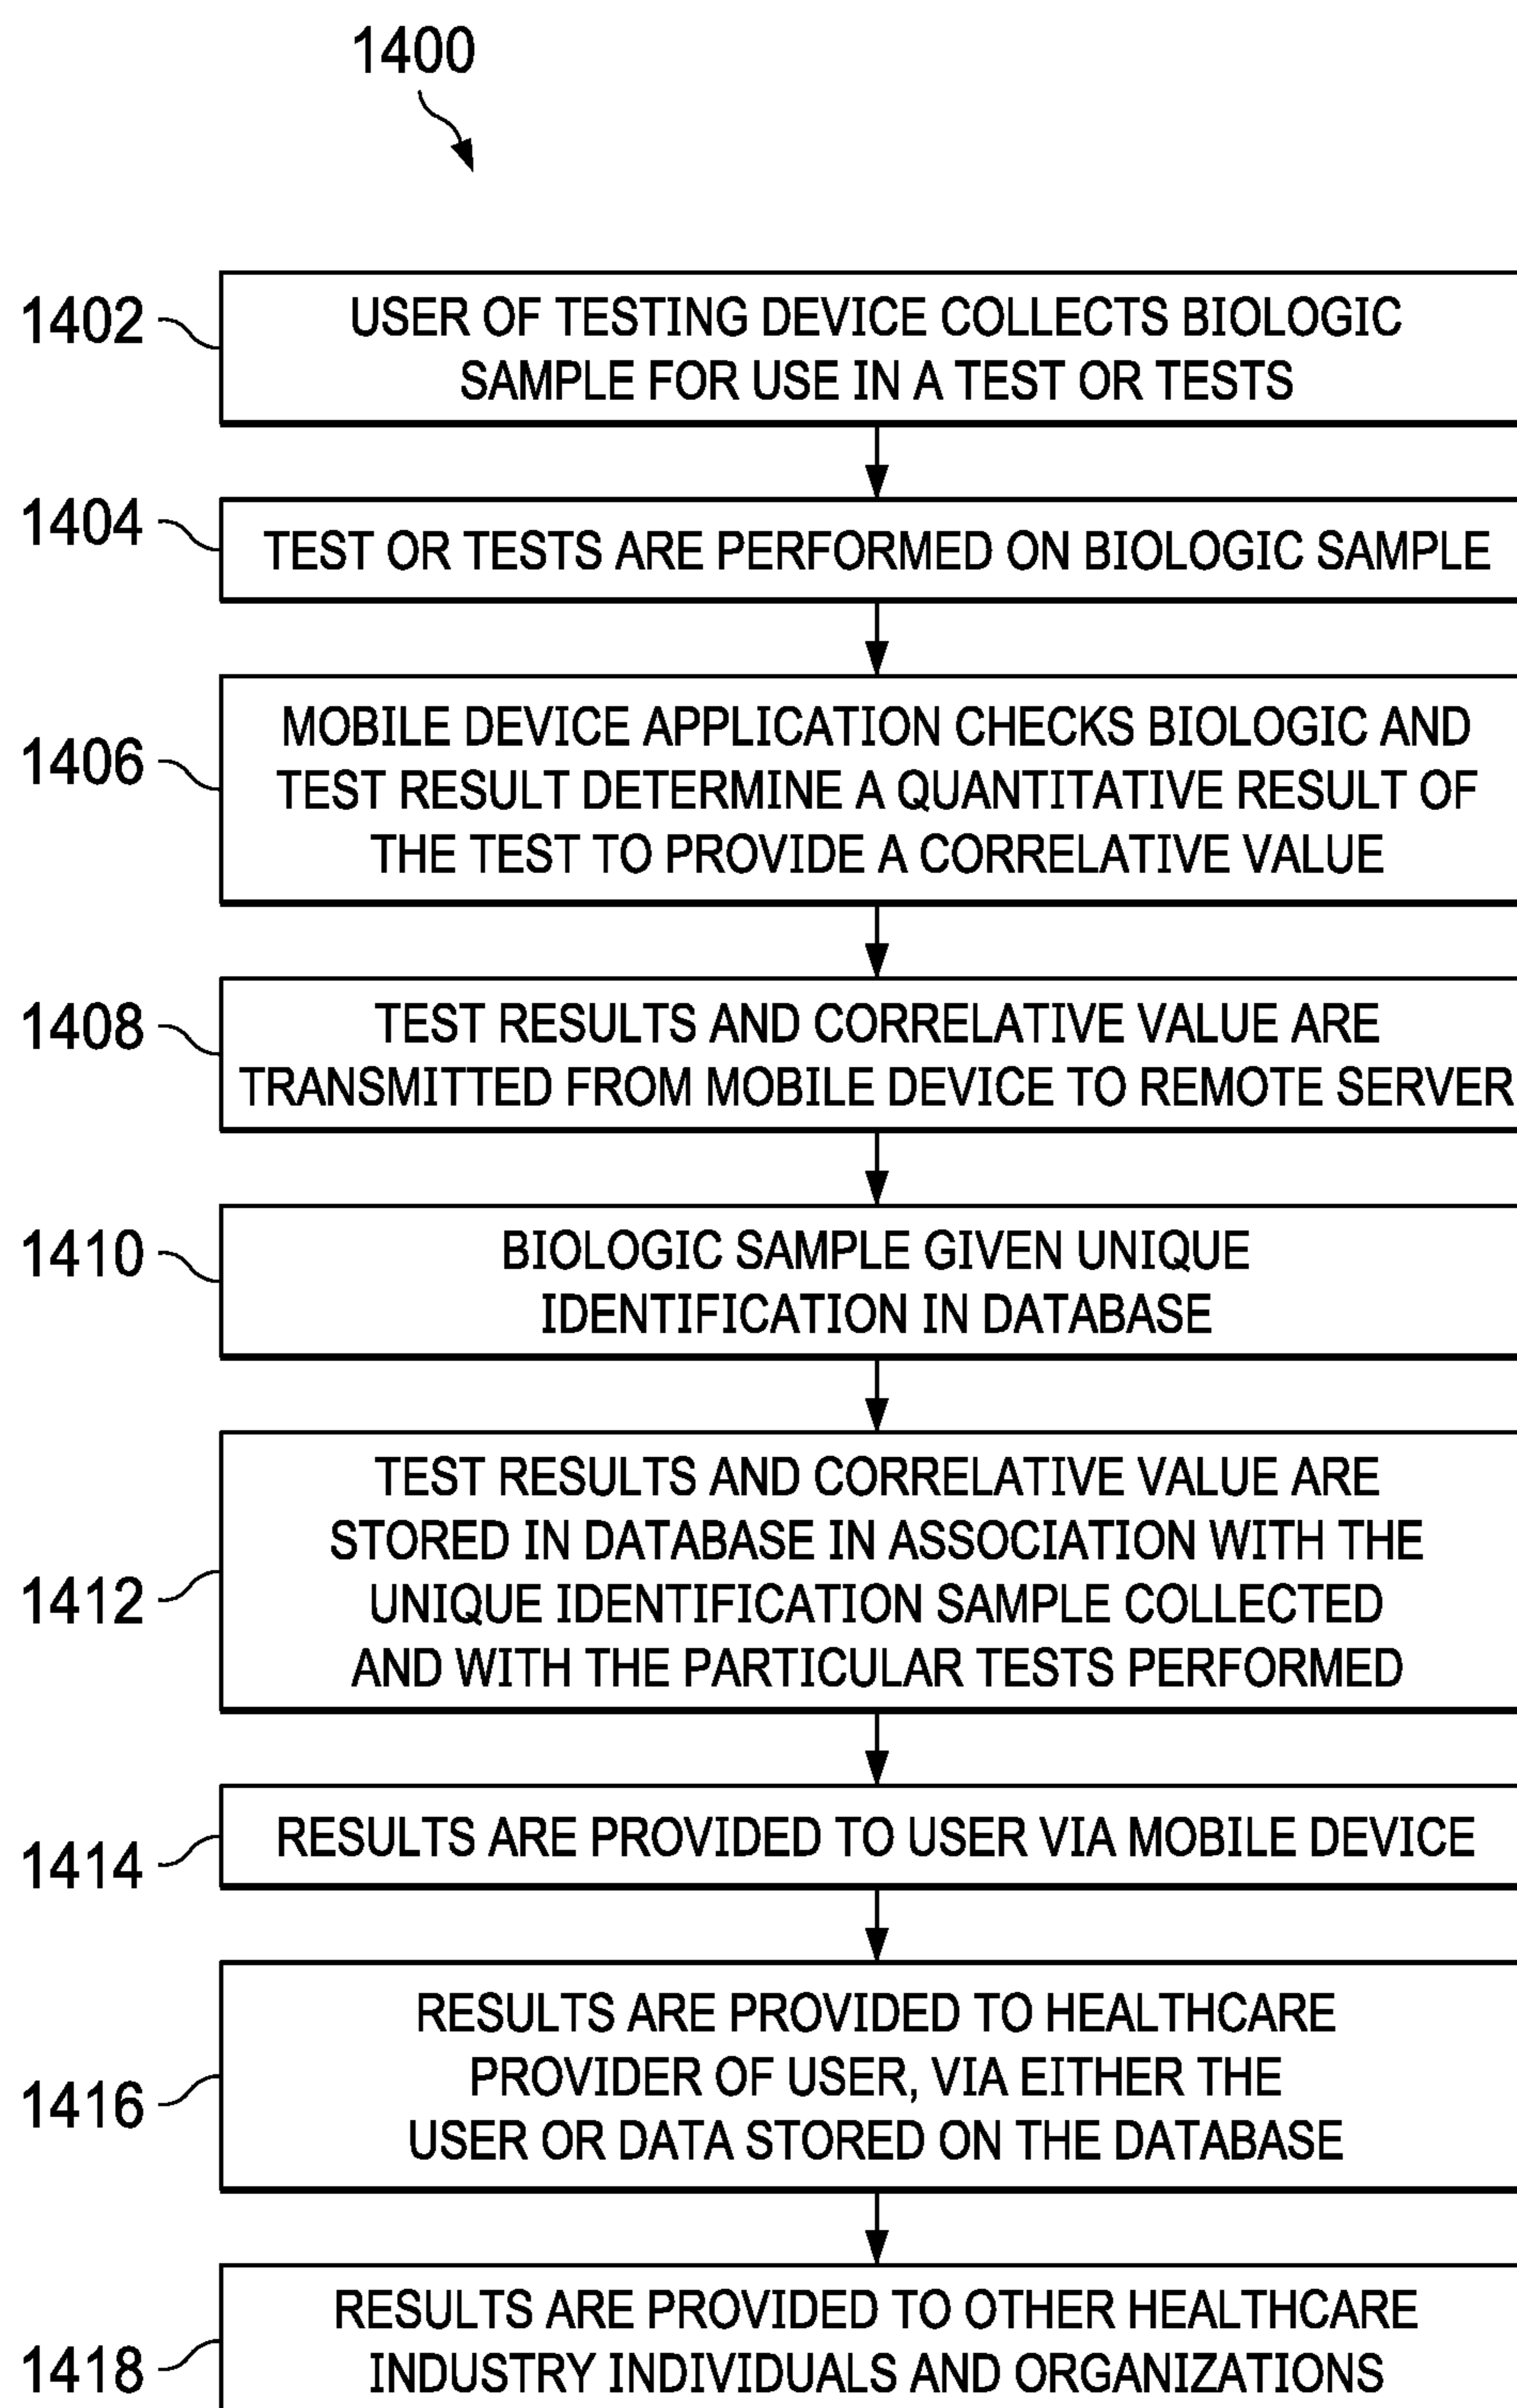 1400
1402
USER OF TESTING DEVICE COLLECTS BIOLOGIC
SAMPLE FOR USE IN A TEST OR TESTS
1404
TEST OR TESTS ARE PERFORMED ON BIOLOGIC SAMPLE
1406
MOBILE DEVICE APPLICATION CHECKS BIOLOGIC AND
TEST RESULT DETERMINE A QUANTITATIVE RESULT OF
THE TEST TO PROVIDE A CORRELATIVE VALUE
1408
TEST RESULTS AND CORRELATIVE VALUE ARE
TRANSMITTED FROM MOBILE DEVICE TO REMOTE SERVER
1410
BIOLOGIC SAMPLE GIVEN UNIQUE
IDENTIFICATION IN DATABASE
1412
TEST RESULTS AND CORRELATIVE VALUE ARE
STORED IN DATABASE IN ASSOCIATION WITH THE
UNIQUE IDENTIFICATION SAMPLE COLLECTED
AND WITH THE PARTICULAR TESTS PERFORMED
1414
RESULTS ARE PROVIDED TO USER VIA MOBILE DEVICE
1416
RESULTS ARE PROVIDED TO HEALTHCARE
PROVIDER OF USER, VIA EITHER THE
USER OR DATA STORED ON THE DATABASE
1418
RESULTS ARE PROVIDED TO OTHER HEALTHCARE
INDUSTRY INDIVIDUALS AND ORGANIZATIONS